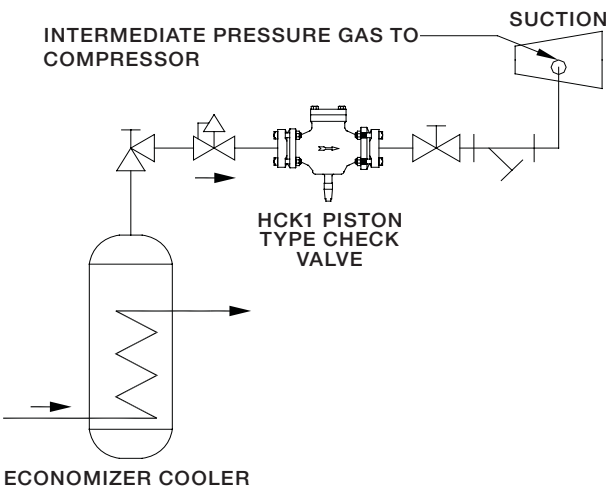 SUCTION
INTERMEDIATE PRESSURE GAS TO
COMPRESSOR
HCK1 PISTON
TYPE CHECK
VALVE
ECONOMIZER COOLER